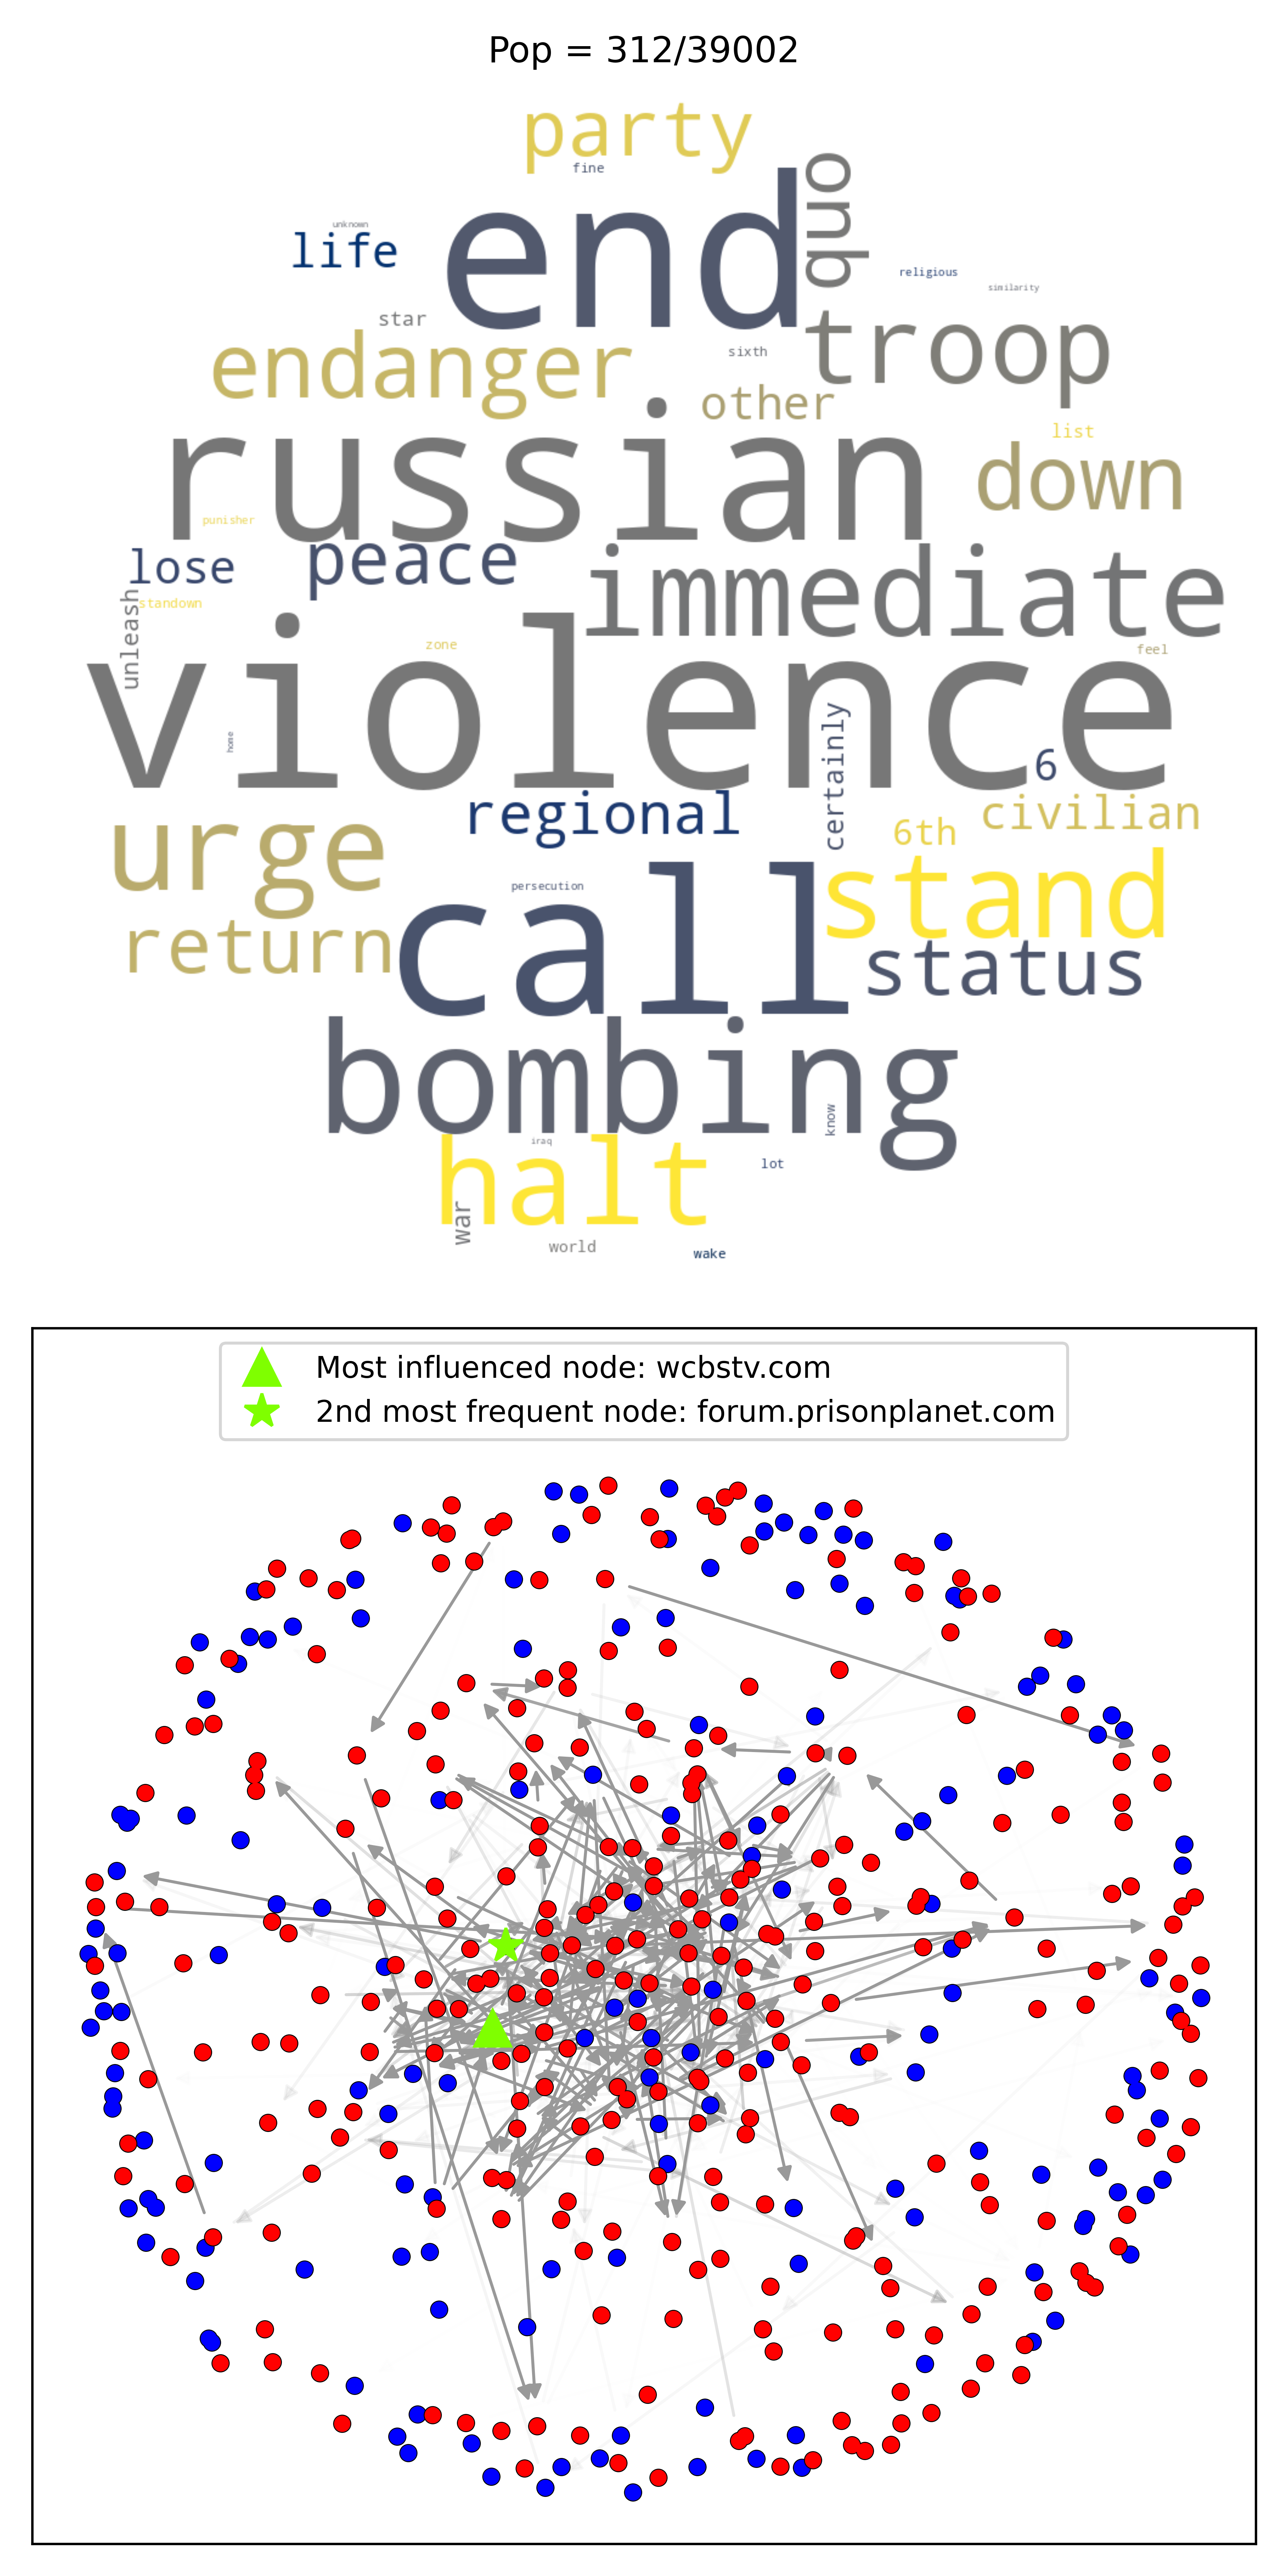 Pop = 312/39002
party
fine
end
quo
unknown
life
religious
similarity
star
troop
endanger
sixth
other
list
russian
down
punisher
peace
lose
immediate
standown
unleash
zone
feel
violence
certainly
home
6
regional
civilian
6th
urge
stand
persecution
call
return
status
bombing
know
iraq
halt
lot
war
world
wake
Most influenced node: wcbstv.com
2nd most frequent node: forum.prisonplanet.com